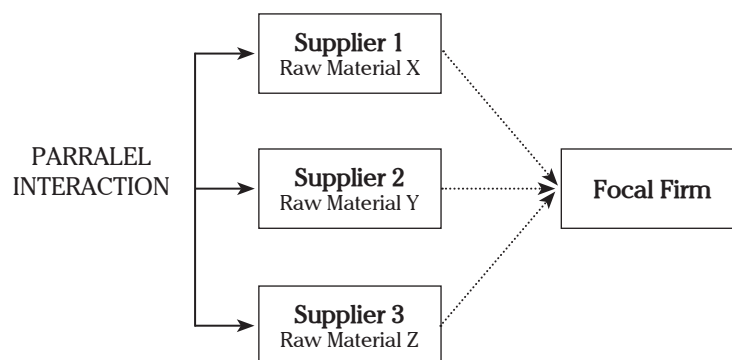 Supplier 1
Raw Material X
PARRALEL
INTERACTION
Supplier 2
Raw Material Y
Focal Firm
Supplier 3
Raw Material Z